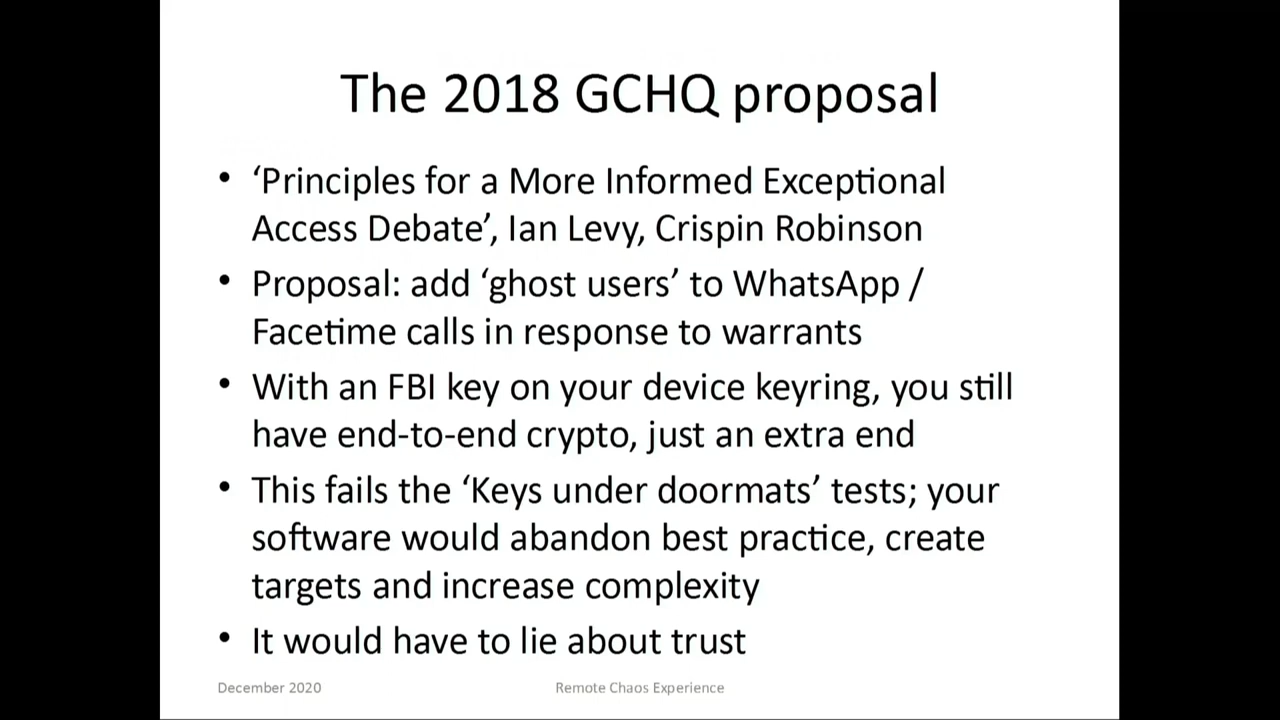 The 2018 GCHQ proposal
• ‘Principles for a More Informed Exceptional
Access Debate’, Ian Levy, Crispin Robinson
• Proposal: add ‘ghost users’ to WhatsApp /
Facetime calls in response to warrants
• With an FBI key on your device keyring, you still
have end-to-end crypto, just an extra end
• This fails the ‘Keys under doormats’ tests; your
software would abandon best practice, create
targets and increase complexity
• It would have to lie about trust
December 2020
Remote Chaos Experience